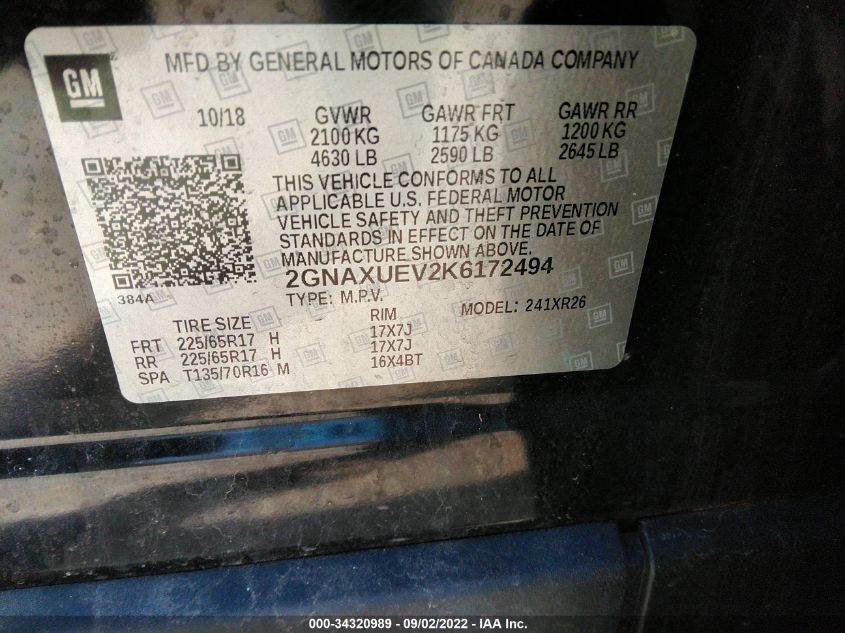 GM
MFD BY GENERAL MOTORS OF CANADA COMPANY
10/18 GVWR GAWR FRT GAWR RR
2100 KG 1175 KG 1200 KG
4630 LB 2590 LB 2645 LB
THIS VEHICLE CONFORMS TO ALL
APPLICABLE U.S. FEDERAL MOTOR
VEHICLE SAFETY AND THEFT PREVENTION
STANDARDS IN EFFECT ON THE DATE OF
MANUFACTURE SHOWN ABOVE.
2GNAXUEV2K6172494
384A
TYPE: M.P.V. MODEL: 241XR26
TIRE SIZE RIM
FRT 225/65R17 H 17X7J
RR 225/65R17 H 17X7J
SPA T135/70R16 M 16X4BT
000-34320989 - 09/02/2022 - IAA Inc.